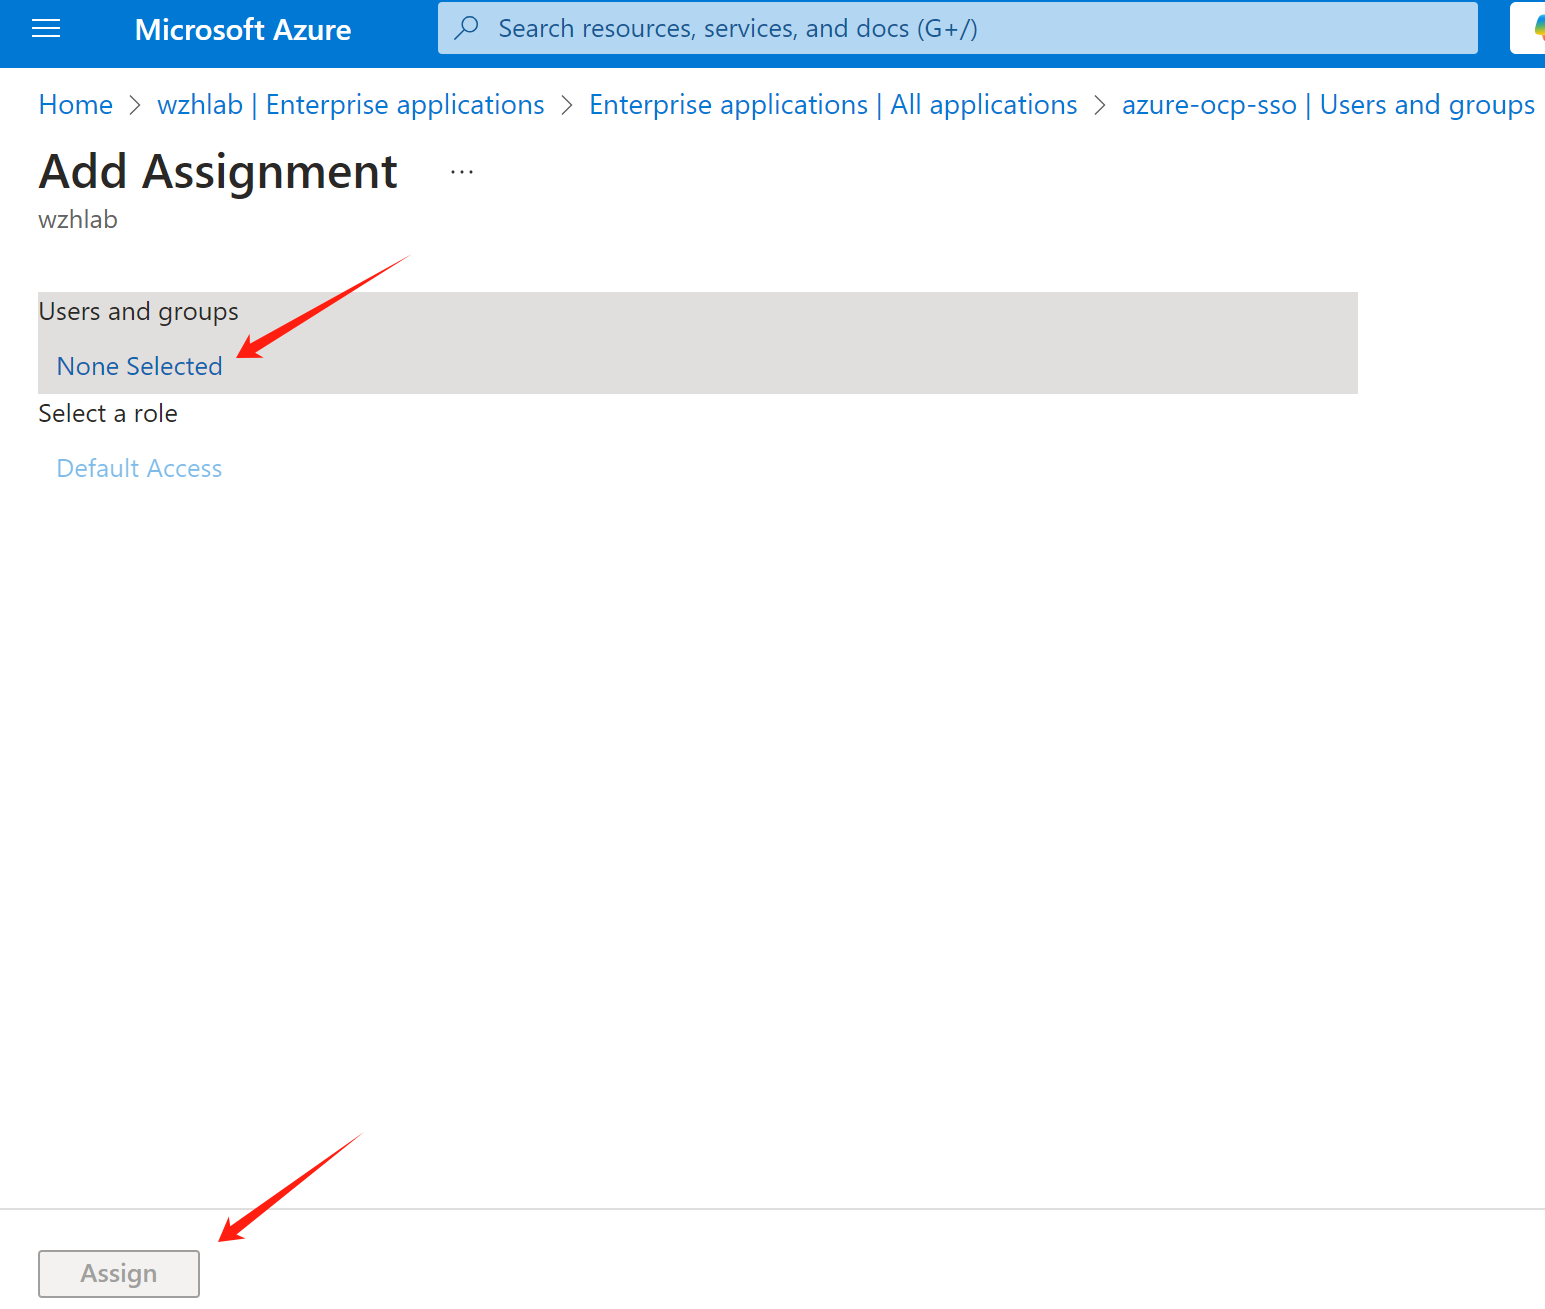 Microsoft Azure
Search resources, services, and docs (G+/)
Home > wzhlab | Enterprise applications > Enterprise applications | All applications > azure-ocp-sso | Users and groups
Add Assignment ...
wzhlab
Users and groups
None Selected
Select a role
Default Access
Assign